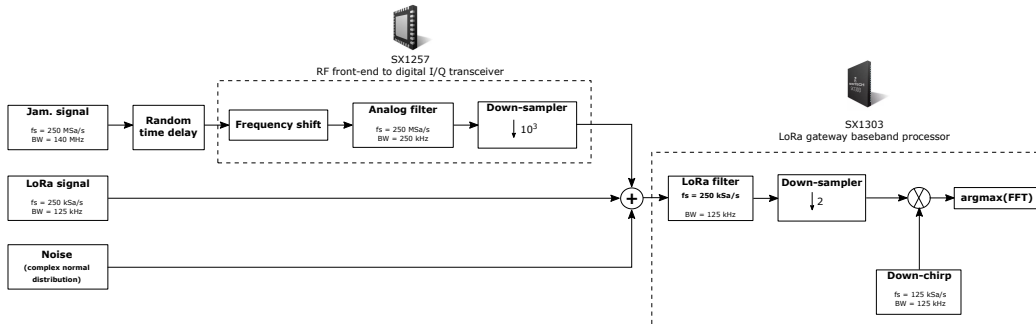 SX1257
RF front-end to digital I/Q transceiver
Jam. signal
fs = 250 MSa/s
BW = 140 MHz
Random
time delay
Frequency shift
Analog filter
fs = 250 MSa/s
BW = 250 kHz
Down-sampler
↓ 10³
SX1303
LoRa gateway baseband processor
LoRa signal
fs = 250 kSa/s
BW = 125 kHz
+
LoRa filter
fs = 250 kSa/s
BW = 125 kHz
Down-sampler
↓ 2
argmax(FFT)
Noise
(complex normal
distribution)
Down-chirp
fs = 125 kSa/s
BW = 125 kHz